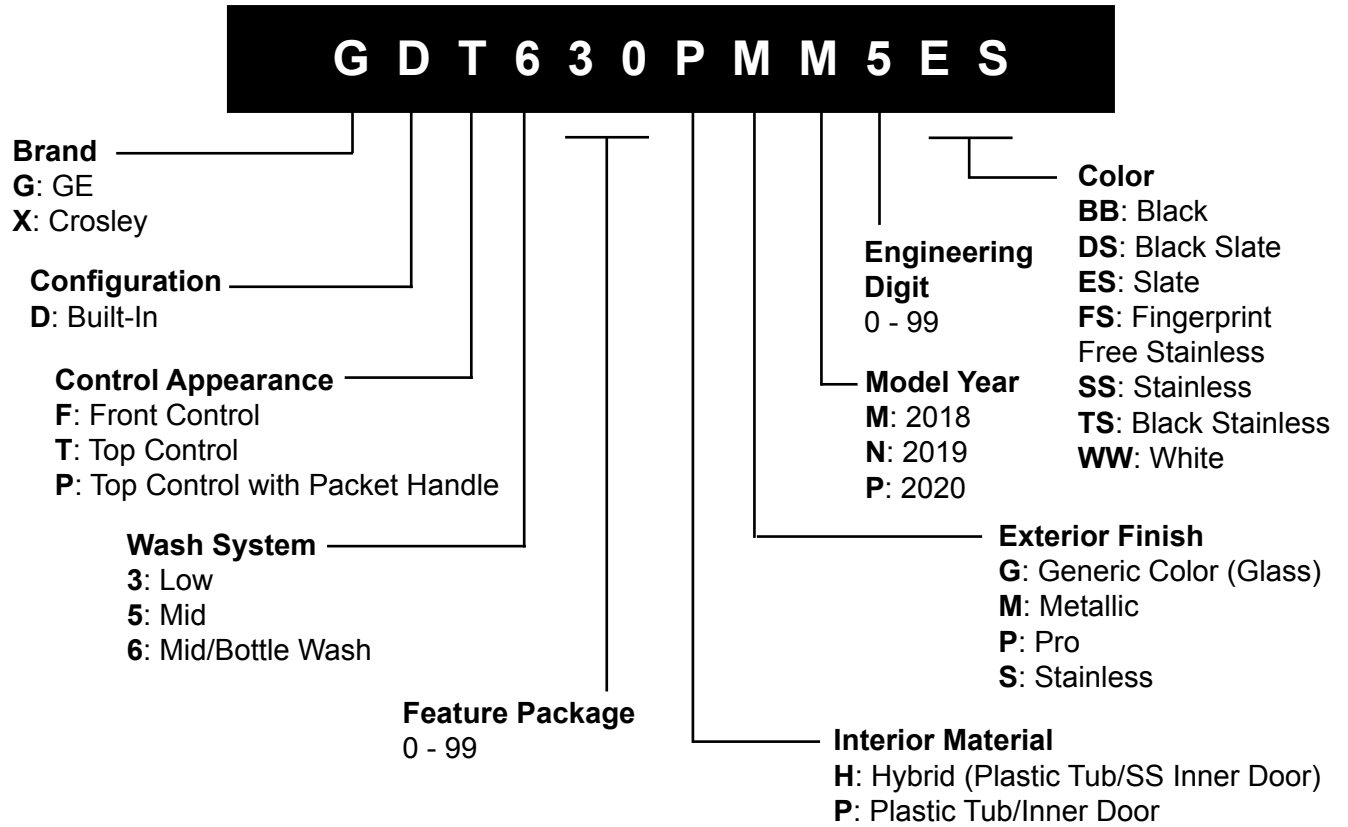 G D T 6 3 0 P M M 5 E S
Brand
G: GE
X: Crosley
Configuration
D: Built-In
Control Appearance
F: Front Control
T: Top Control
P: Top Control with Packet Handle
Wash System
3: Low
5: Mid
6: Mid/Bottle Wash
Feature Package
0 - 99
Interior Material
H: Hybrid (Plastic Tub/SS Inner Door)
P: Plastic Tub/Inner Door
Exterior Finish
G: Generic Color (Glass)
M: Metallic
P: Pro
S: Stainless
Model Year
M: 2018
N: 2019
P: 2020
Engineering
Digit
0 - 99
Color
BB: Black
DS: Black Slate
ES: Slate
FS: Fingerprint
Free Stainless
SS: Stainless
TS: Black Stainless
WW: White